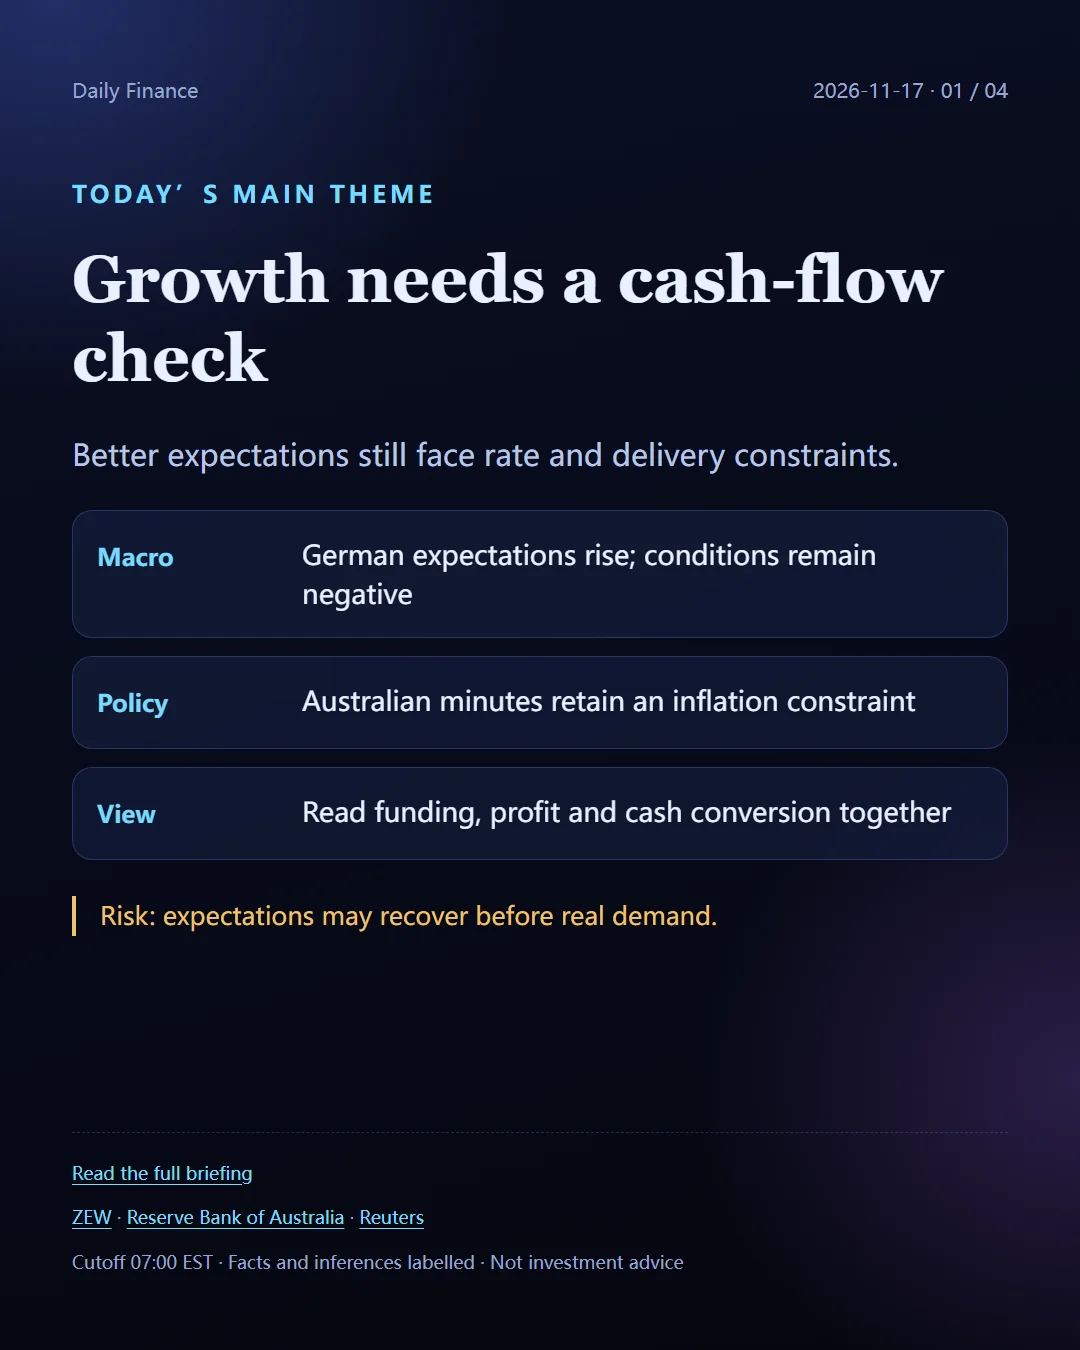 Daily Finance
2026-11-17 · 01 / 04
TODAY’ S MAIN THEME
Growth needs a cash-flow
check
Better expectations still face rate and delivery constraints.
Macro
German expectations rise; conditions remain
negative
Policy
Australian minutes retain an inflation constraint
View
Read funding, profit and cash conversion together
Risk: expectations may recover before real demand.
Read the full briefing
ZEW · Reserve Bank of Australia · Reuters
Cutoff 07:00 EST · Facts and inferences labelled · Not investment advice